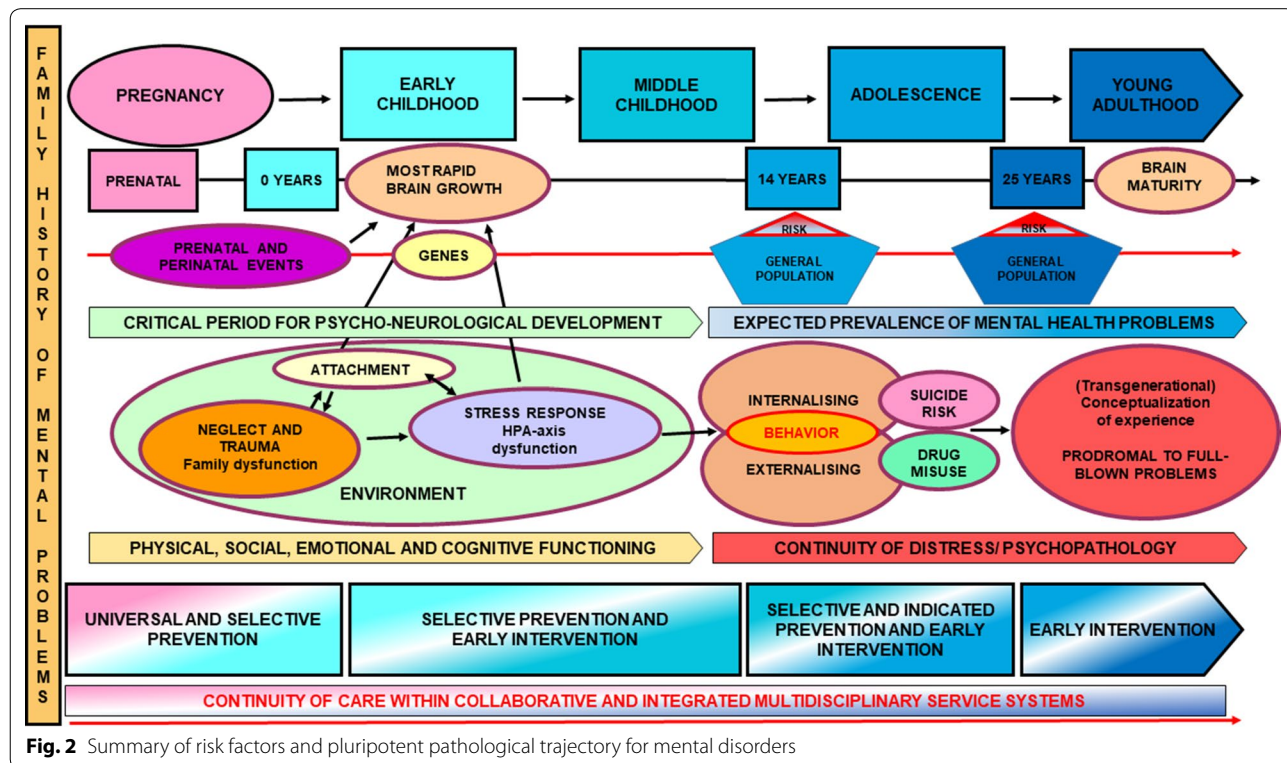 FAMILY HISTORY OF MENTAL PROBLEMS
PREGNANCY
EARLY
CHILDHOOD
MIDDLE
CHILDHOOD
ADOLESCENCE
YOUNG
ADULTHOOD
PRENATAL
0 YEARS
MOST RAPID
BRAIN GROWTH
14 YEARS
25 YEARS
BRAIN
MATURITY
PRENATAL AND
PERINATAL EVENTS
GENES
RISK
GENERAL
POPULATION
RISK
GENERAL
POPULATION
CRITICAL PERIOD FOR PSYCHO-NEUROLOGICAL DEVELOPMENT
EXPECTED PREVALENCE OF MENTAL HEALTH PROBLEMS
ATTACHMENT
NEGLECT AND
TRAUMA
Family dysfunction
STRESS RESPONSE
HPA-axis
dysfunction
ENVIRONMENT
INTERNALISING
BEHAVIOR
EXTERNALISING
SUICIDE
RISK
DRUG
MISUSE
(Transgenerational)
Conceptualization
of experience
PRODROMAL TO FULL-
BLOWN PROBLEMS
PHYSICAL, SOCIAL, EMOTIONAL AND COGNITIVE FUNCTIONING
CONTINUITY OF DISTRESS/ PSYCHOPATHOLOGY
UNIVERSAL AND SELECTIVE
PREVENTION
SELECTIVE PREVENTION AND
EARLY INTERVENTION
SELECTIVE AND INDICATED
PREVENTION AND EARLY
INTERVENTION
EARLY INTERVENTION
CONTINUITY OF CARE WITHIN COLLABORATIVE AND INTEGRATED MULTIDISCIPLINARY SERVICE SYSTEMS
Fig. 2 Summary of risk factors and pluripotent pathological trajectory for mental disorders